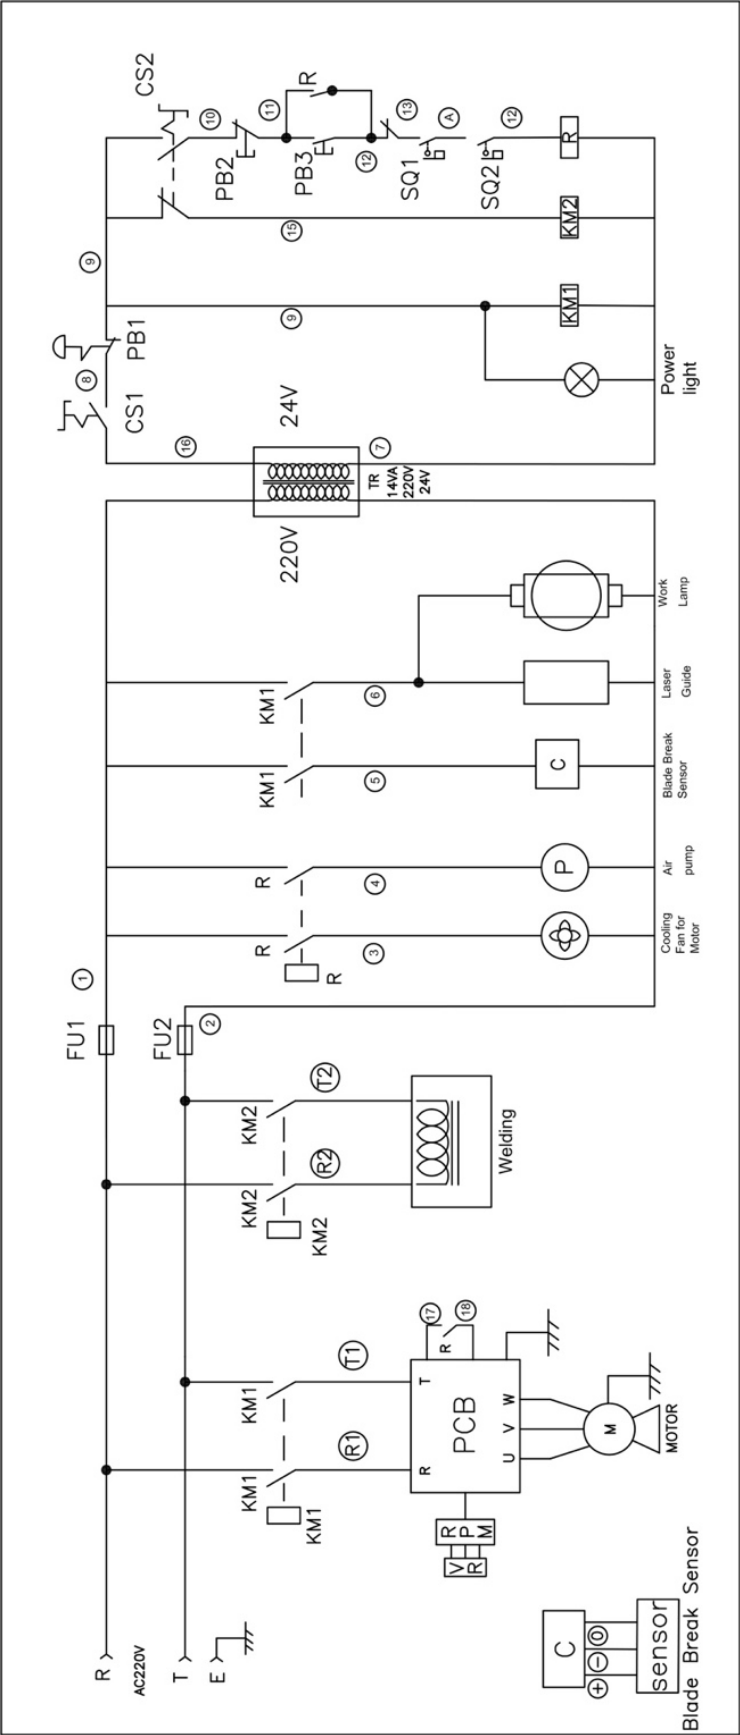 R
AC220V
T
E
R1
T1
KM1
KM1
KM1
R
T
PCB
U
V
W
17
R
18
R
P
M
V
R
M
MOTOR
C
+
−
0
sensor
Blade Break Sensor
R2
T2
KM2
KM2
KM2
Welding
FU1
FU2
1
2
R
R
R
3
4
P
Cooling
Fan for
Motor
Air
pump
KM1
KM1
5
6
C
Blade Break
Sensor
Laser
Guide
Work
Lamp
220V
24V
TR
14VA
220V
24V
16
7
CS1
8
PB1
9
9
KM1
Power
light
15
KM2
CS2
10
PB2
11
R
PB3
12
13
SQ1
A
SQ2
12
R